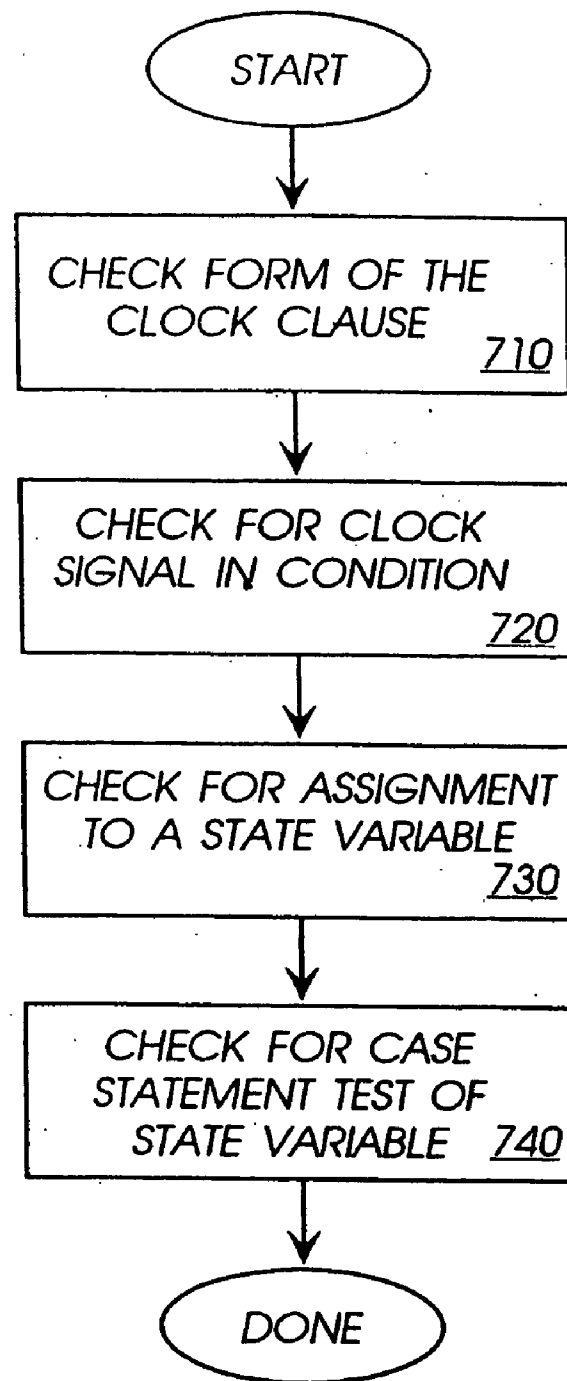 START
CHECK FORM OF THE
CLOCK CLAUSE
710
CHECK FOR CLOCK
SIGNAL IN CONDITION
720
CHECK FOR ASSIGNMENT
TO A STATE VARIABLE
730
CHECK FOR CASE
STATEMENT TEST OF
STATE VARIABLE 740
DONE